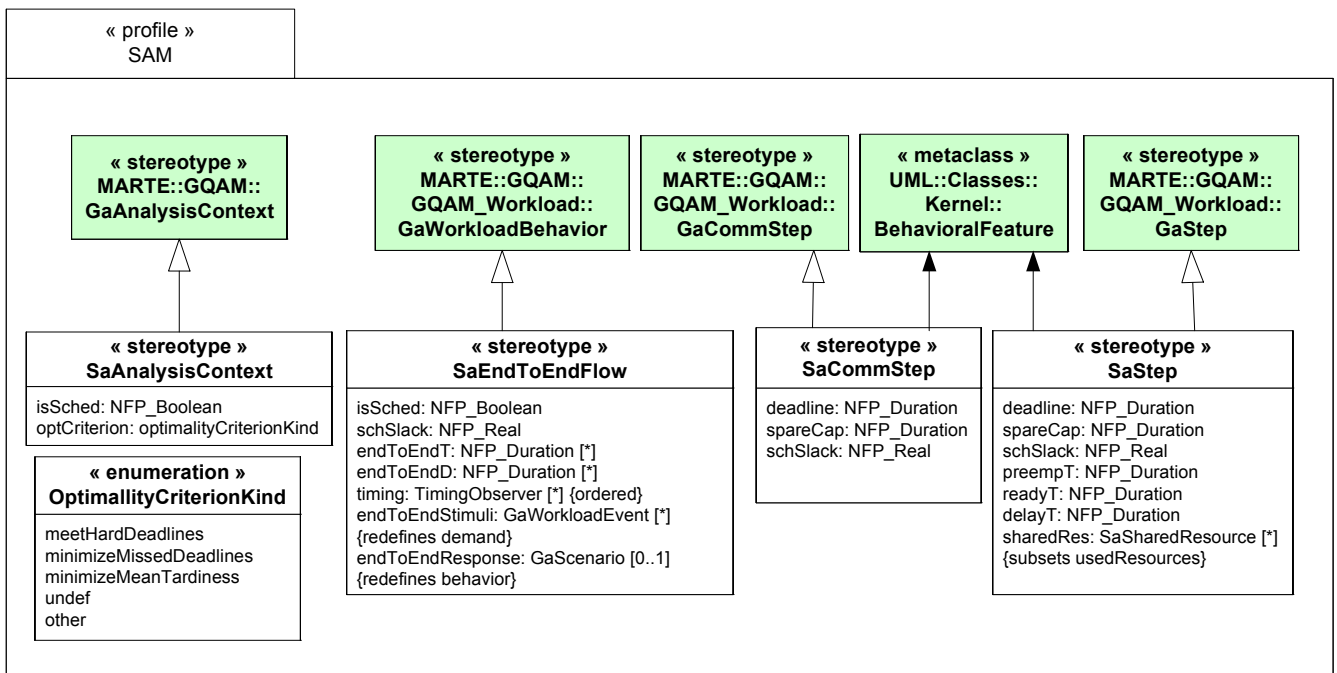 « profile »
SAM
« stereotype »
MARTE::GQAM::
GaAnalysisContext
« stereotype »
MARTE::GQAM::
GQAM_Workload::
GaWorkloadBehavior
« stereotype »
MARTE::GQAM::
GQAM_Workload::
GaCommStep
« metaclass »
UML::Classes::
Kernel::
BehavioralFeature
« stereotype »
MARTE::GQAM::
GQAM_Workload::
GaStep
« stereotype »
SaAnalysisContext
isSched: NFP_Boolean
optCriterion: optimalityCriterionKind
« enumeration »
OptimallityCriterionKind
meetHardDeadlines
minimizeMissedDeadlines
minimizeMeanTardiness
undef
other
« stereotype »
SaEndToEndFlow
isSched: NFP_Boolean
schSlack: NFP_Real
endToEndT: NFP_Duration [*]
endToEndD: NFP_Duration [*]
timing: TimingObserver [*] {ordered}
endToEndStimuli: GaWorkloadEvent [*]
{redefines demand}
endToEndResponse: GaScenario [0..1]
{redefines behavior}
« stereotype »
SaCommStep
deadline: NFP_Duration
spareCap: NFP_Duration
schSlack: NFP_Real
« stereotype »
SaStep
deadline: NFP_Duration
spareCap: NFP_Duration
schSlack: NFP_Real
preempT: NFP_Duration
readyT: NFP_Duration
delayT: NFP_Duration
sharedRes: SaSharedResource [*]
{subsets usedResources}